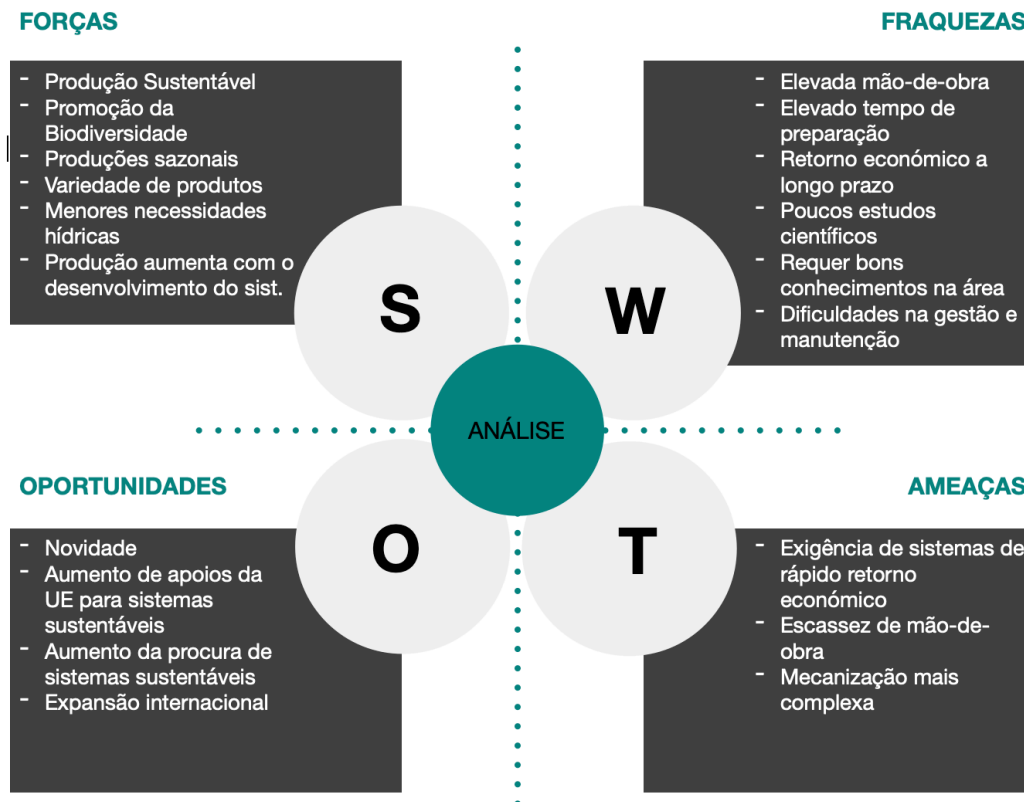 FORÇAS
- Produção Sustentável
- Promoção da
Biodiversidade
- Produções sazonais
- Variedade de produtos
- Menores necessidades
hídricas
- Produção aumenta com o
desenvolvimento do sist.
FRAQUEZAS
- Elevada mão-de-obra
- Elevado tempo de
preparação
- Retorno económico a
longo prazo
- Poucos estudos
científicos
- Requer bons
conhecimentos na área
- Dificuldades na gestão e
manutenção
S
W
ANÁLISE
O
T
OPORTUNIDADES
- Novidade
- Aumento de apoios da
UE para sistemas
sustentáveis
- Aumento da procura de
sistemas sustentáveis
- Expansão internacional
AMEAÇAS
- Exigência de sistemas de
rápido retorno
económico
- Escassez de mão-de-
obra
- Mecanização mais
complexa